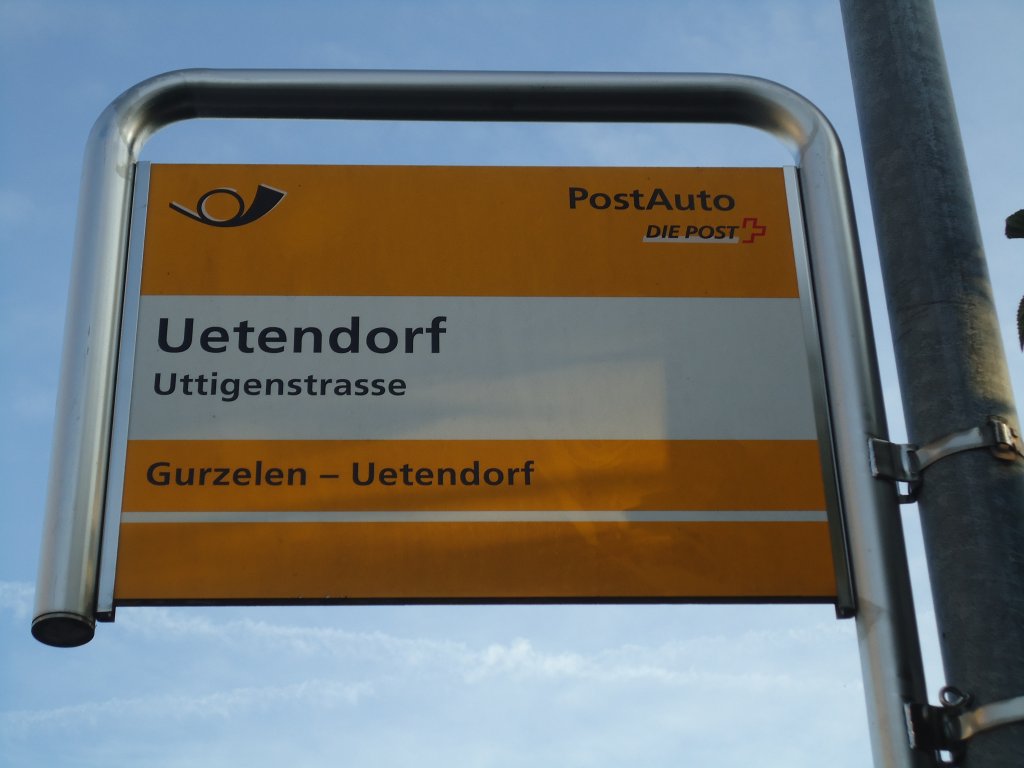 PostAuto
DIE POST
Uetendorf
Uttigenstrasse
Gurzelen – Uetendorf